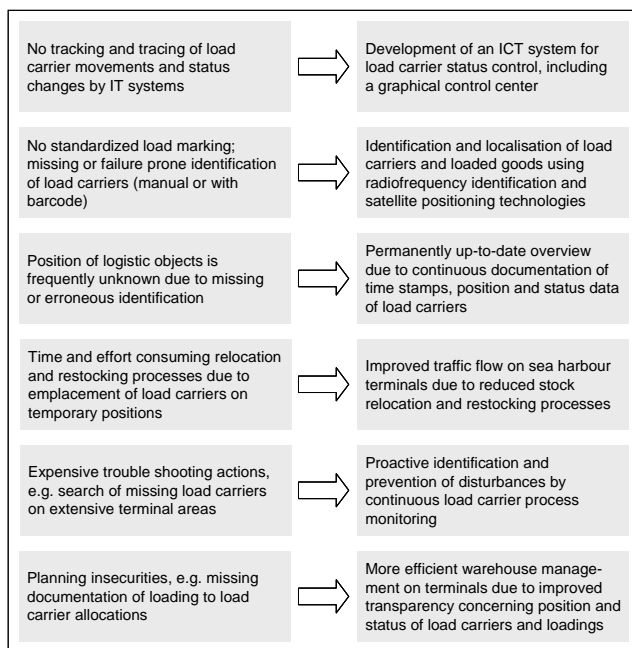 No tracking and tracing of load
carrier movements and status
changes by IT systems
Development of an ICT system for
load carrier status control, including
a graphical control center
No standardized load marking;
missing or failure prone identification
of load carriers (manual or with
barcode)
Identification and localisation of load
carriers and loaded goods using
radiofrequency identification and
satellite positioning technologies
Position of logistic objects is
frequently unknown due to missing
or erroneous identification
Permanently up-to-date overview
due to continuous documentation of
time stamps, position and status data
of load carriers
Time and effort consuming relocation
and restocking processes due to
emplacement of load carriers on
temporary positions
Improved traffic flow on sea harbour
terminals due to reduced stock
relocation and restocking processes
Expensive trouble shooting actions,
e.g. search of missing load carriers
on extensive terminal areas
Proactive identification and
prevention of disturbances by
continuous load carrier process
monitoring
Planning insecurities, e.g. missing
documentation of loading to load
carrier allocations
More efficient warehouse manage-
ment on terminals due to improved
transparency concerning position and
status of load carriers and loadings